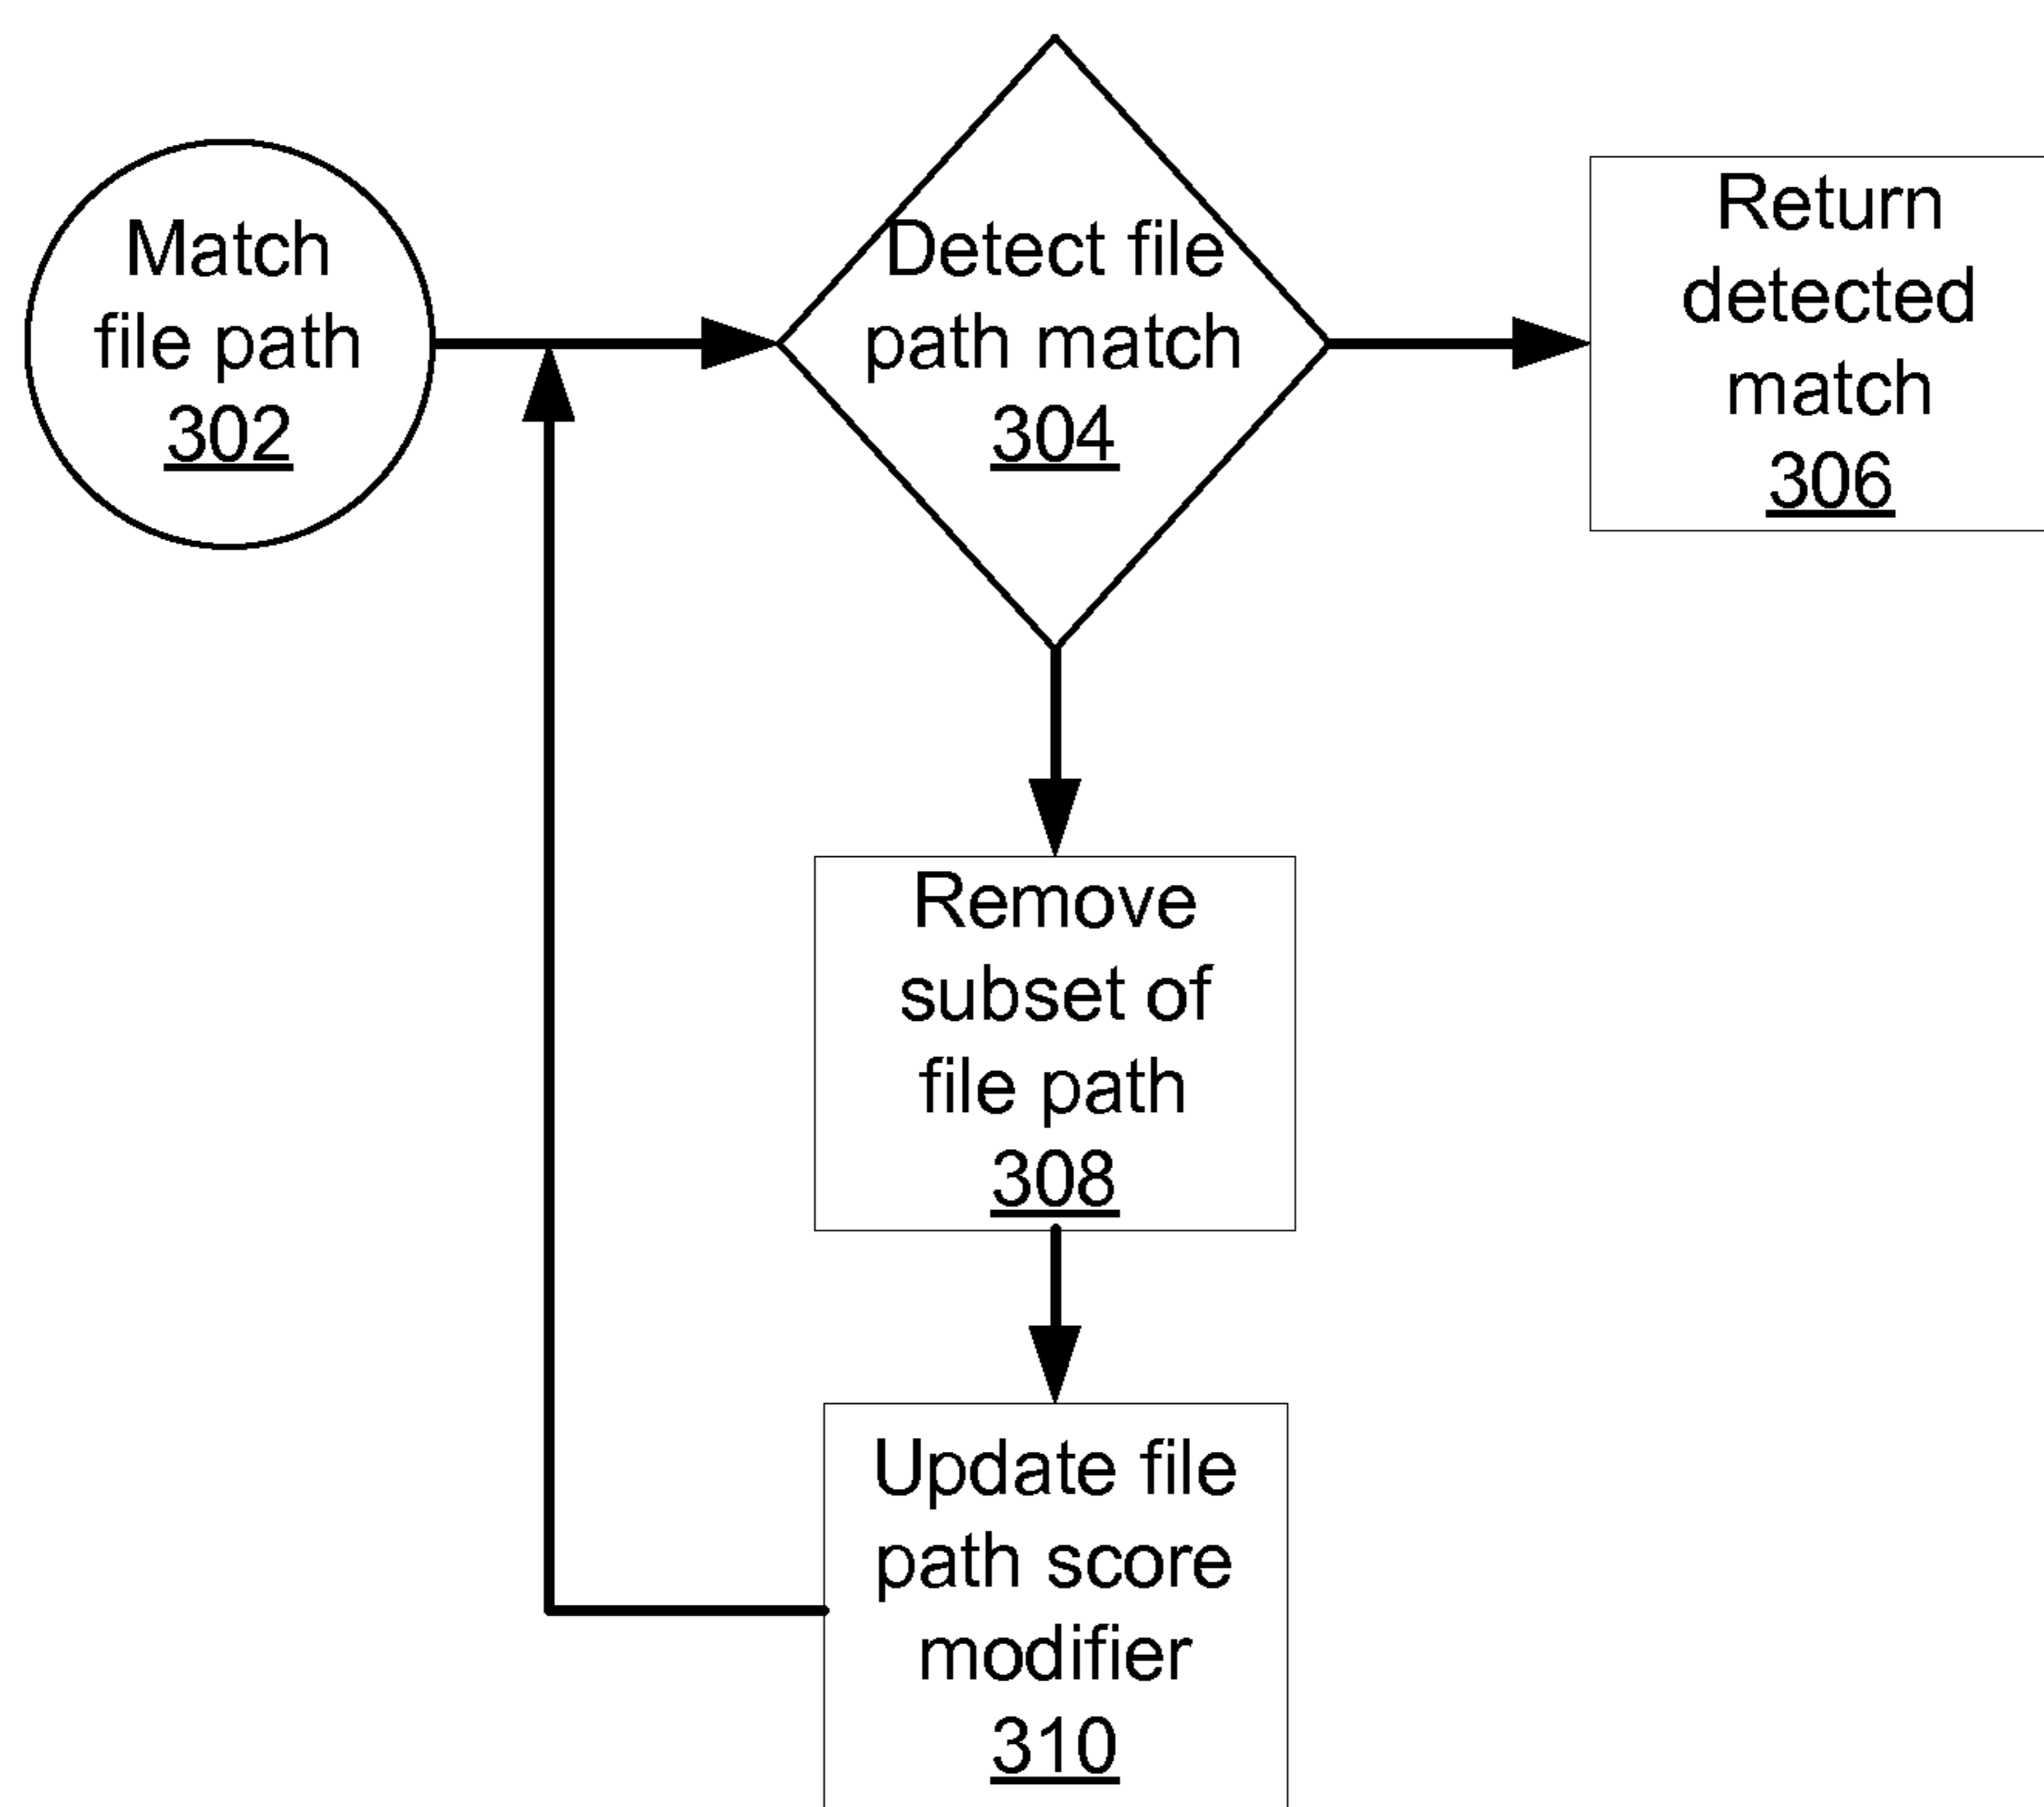 Match
file path
302
Detect file
path match
304
Return
detected
match
306
Remove
subset of
file path
308
Update file
path score
modifier
310